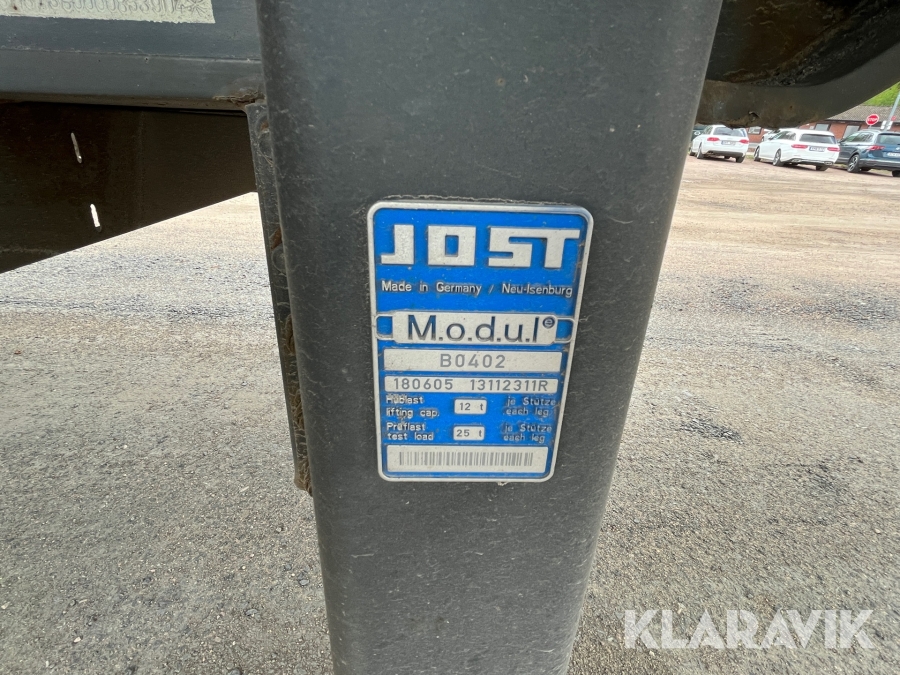 JOST
Made in Germany / Neu-Isenburg
M.o.d.u.l®
B0402
180605 13112311R
Hublast je Stütze
lifting cap. 12 t each leg
Prüflast je Stütze
test load 25 t each leg
KLARAVIK